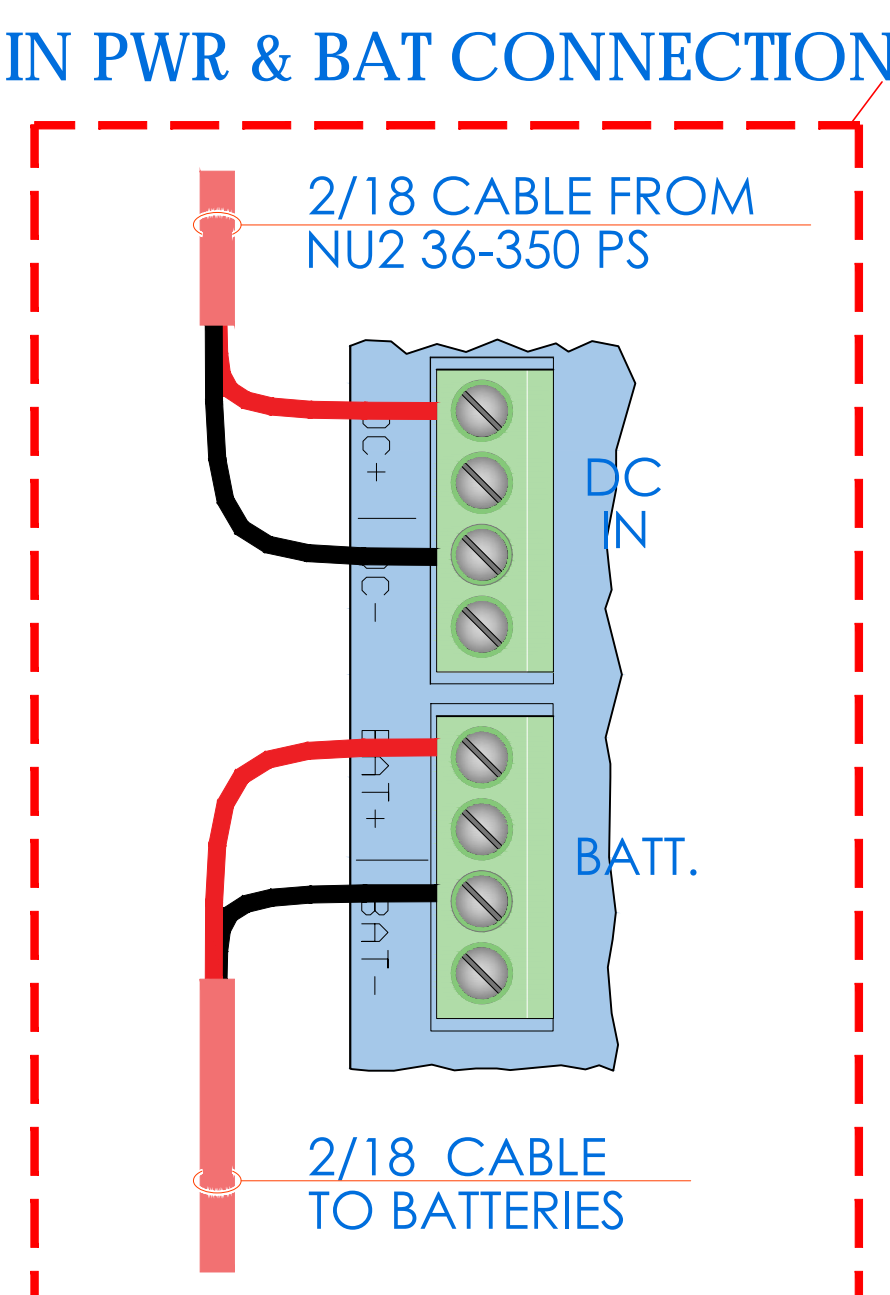 IN PWR & BAT CONNECTION
2/18 CABLE FROM
NU2 36-350 PS
DC+
DC-
DC
IN
BAT+
BAT-
BATT.
2/18 CABLE
TO BATTERIES